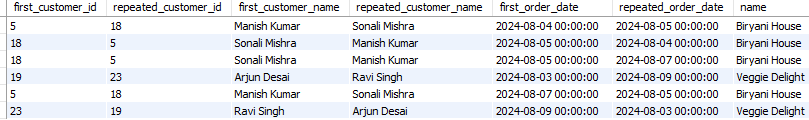 first_customer_id repeated_customer_id first_customer_name repeated_customer_name first_order_date repeated_order_date name
5 18 Manish Kumar Sonali Mishra 2024-08-04 00:00:00 2024-08-05 00:00:00 Biryani House
18 5 Sonali Mishra Manish Kumar 2024-08-05 00:00:00 2024-08-04 00:00:00 Biryani House
18 5 Sonali Mishra Manish Kumar 2024-08-05 00:00:00 2024-08-07 00:00:00 Biryani House
19 23 Arjun Desai Ravi Singh 2024-08-03 00:00:00 2024-08-09 00:00:00 Veggie Delight
5 18 Manish Kumar Sonali Mishra 2024-08-07 00:00:00 2024-08-05 00:00:00 Biryani House
23 19 Ravi Singh Arjun Desai 2024-08-09 00:00:00 2024-08-03 00:00:00 Veggie Delight